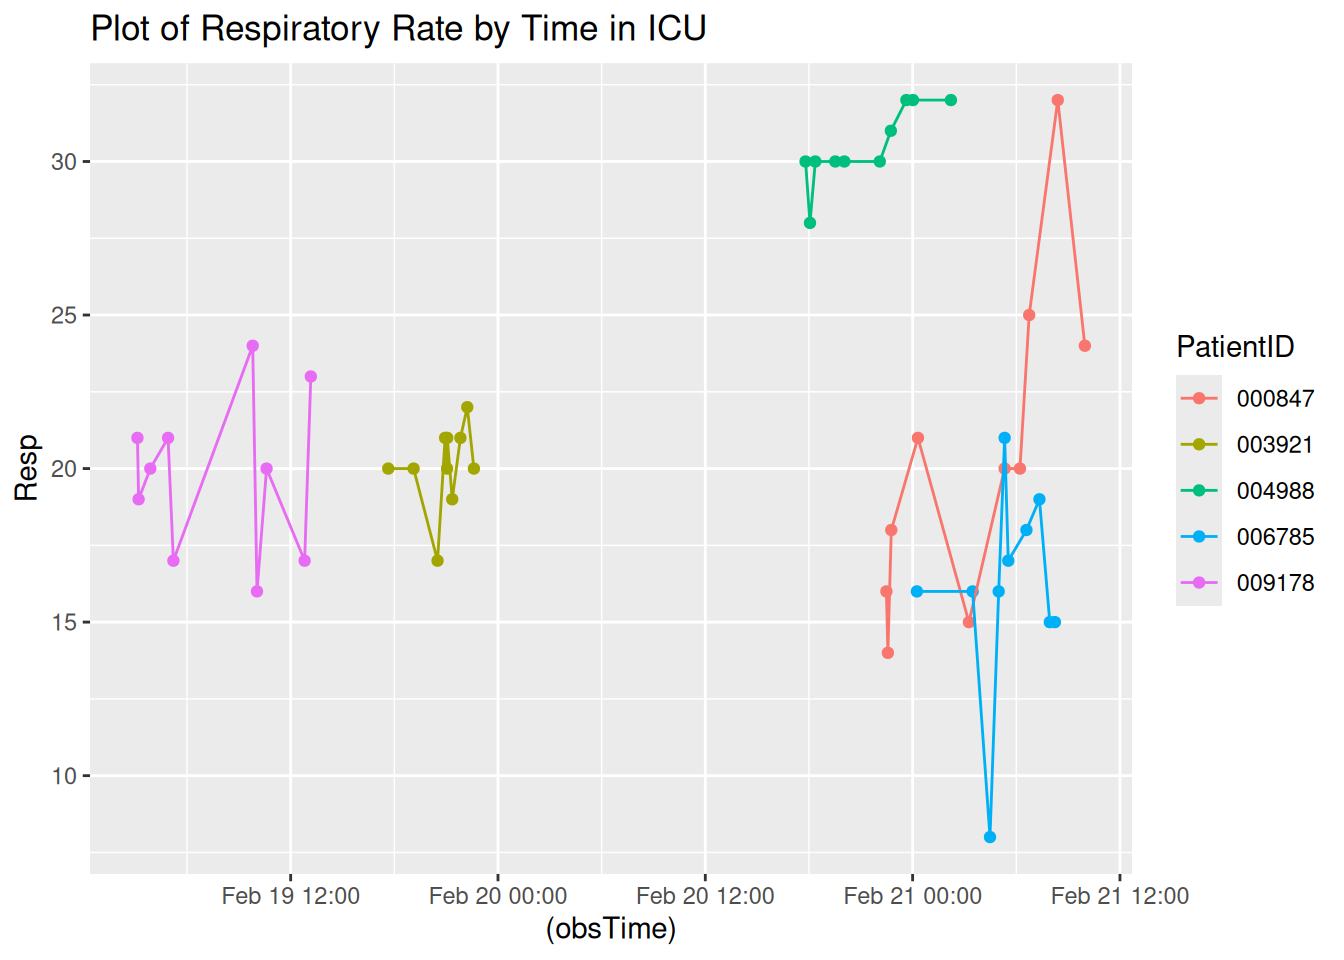 Plot of Respiratory Rate by Time in ICU
Resp
30
25
20
15
10
Feb 19 12:00
Feb 20 00:00
Feb 20 12:00
Feb 21 00:00
Feb 21 12:00
(obsTime)
PatientID
000847
003921
004988
006785
009178